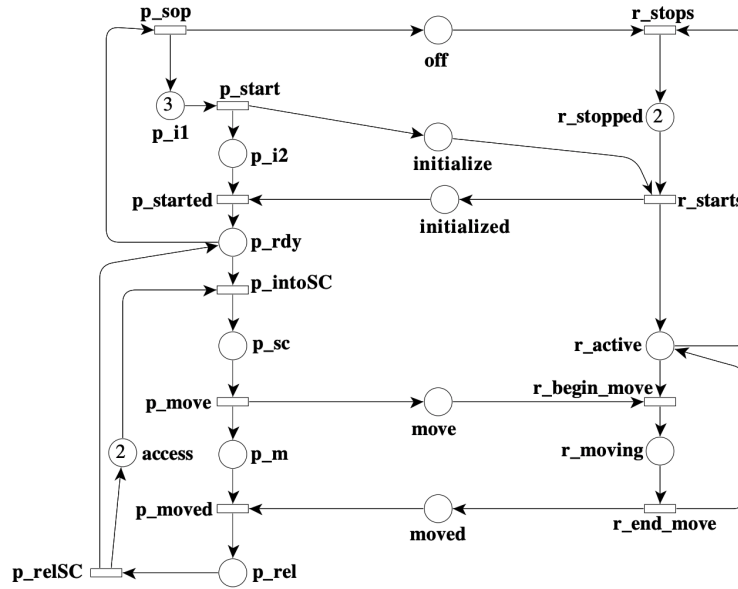 p_sop
r_stops
off
3
p_start
p_i1
r_stopped
2
initialize
p_i2
p_started
r_starts
initialized
p_rdy
p_intoSC
p_sc
r_active
r_begin_move
p_move
move
2
access
p_m
r_moving
p_moved
moved
r_end_move
p_relSC
p_rel